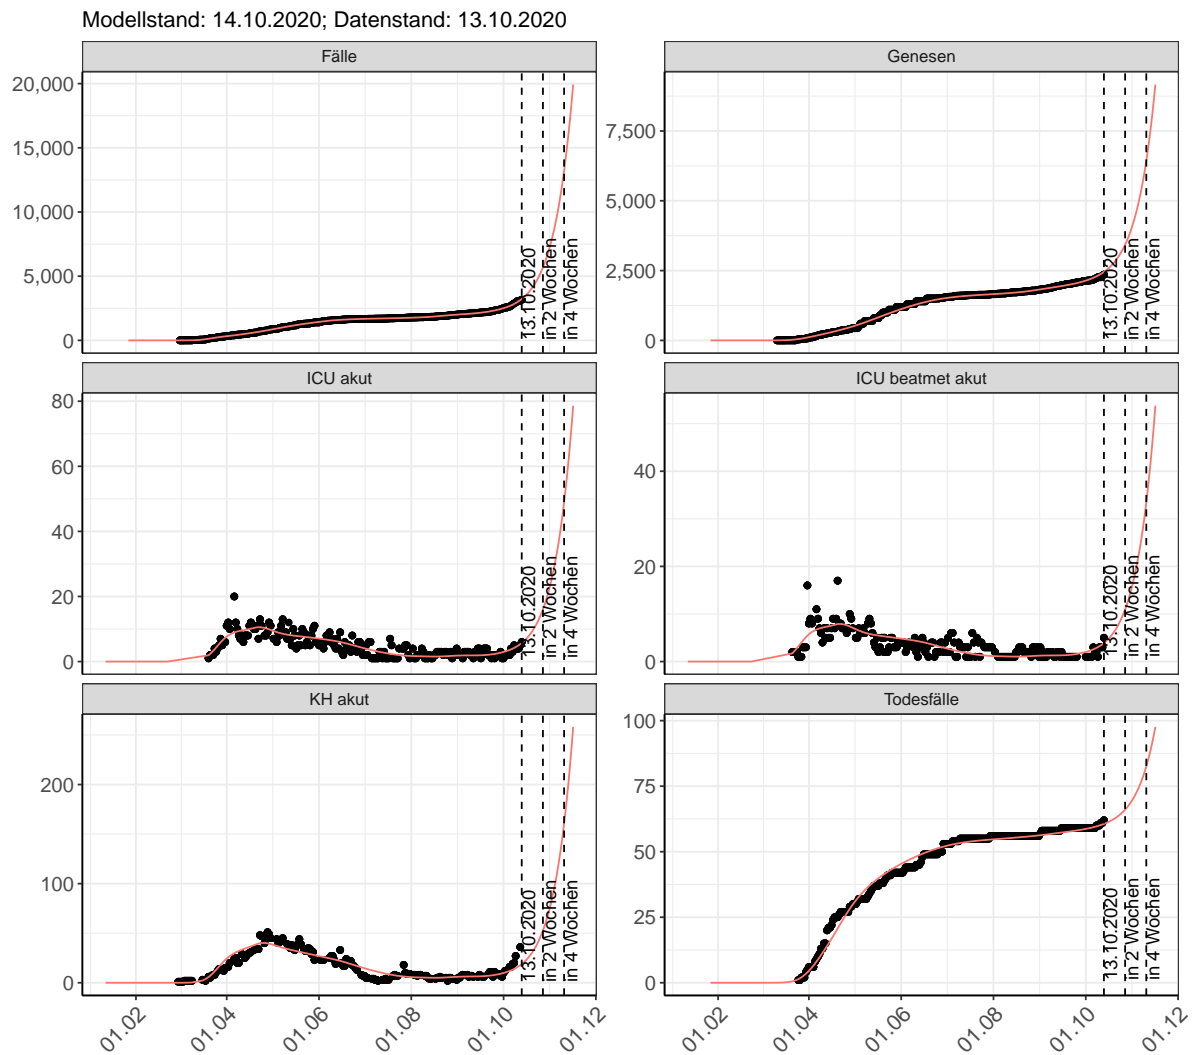 Modellstand: 14.10.2020; Datenstand: 13.10.2020
Fälle
20,000
15,000
10,000
5,000
0
13.10.2020
in 2 Wochen
in 4 Wochen
Genesen
7,500
5,000
2,500
0
13.10.2020
in 2 Wochen
in 4 Wochen
ICU akut
80
60
40
20
0
13.10.2020
in 2 Wochen
in 4 Wochen
ICU beatmet akut
40
20
0
13.10.2020
in 2 Wochen
in 4 Wochen
KH akut
200
100
0
13.10.2020
in 2 Wochen
in 4 Wochen
01.02
01.04
01.06
01.08
01.10
01.12
Todesfälle
100
75
50
25
0
13.10.2020
in 2 Wochen
in 4 Wochen
01.02
01.04
01.06
01.08
01.10
01.12